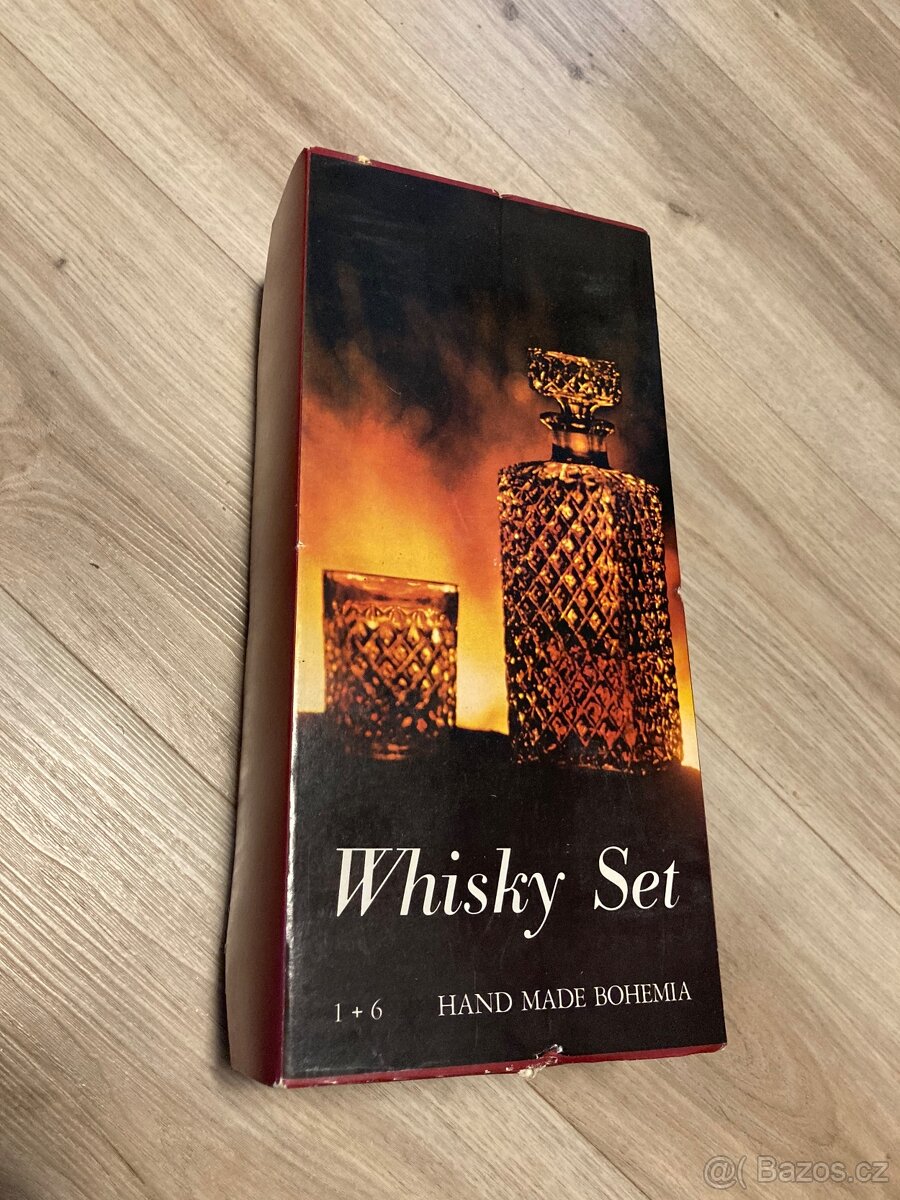 Whisky Set
1 + 6 HAND MADE BOHEMIA
@( Bazos.cz